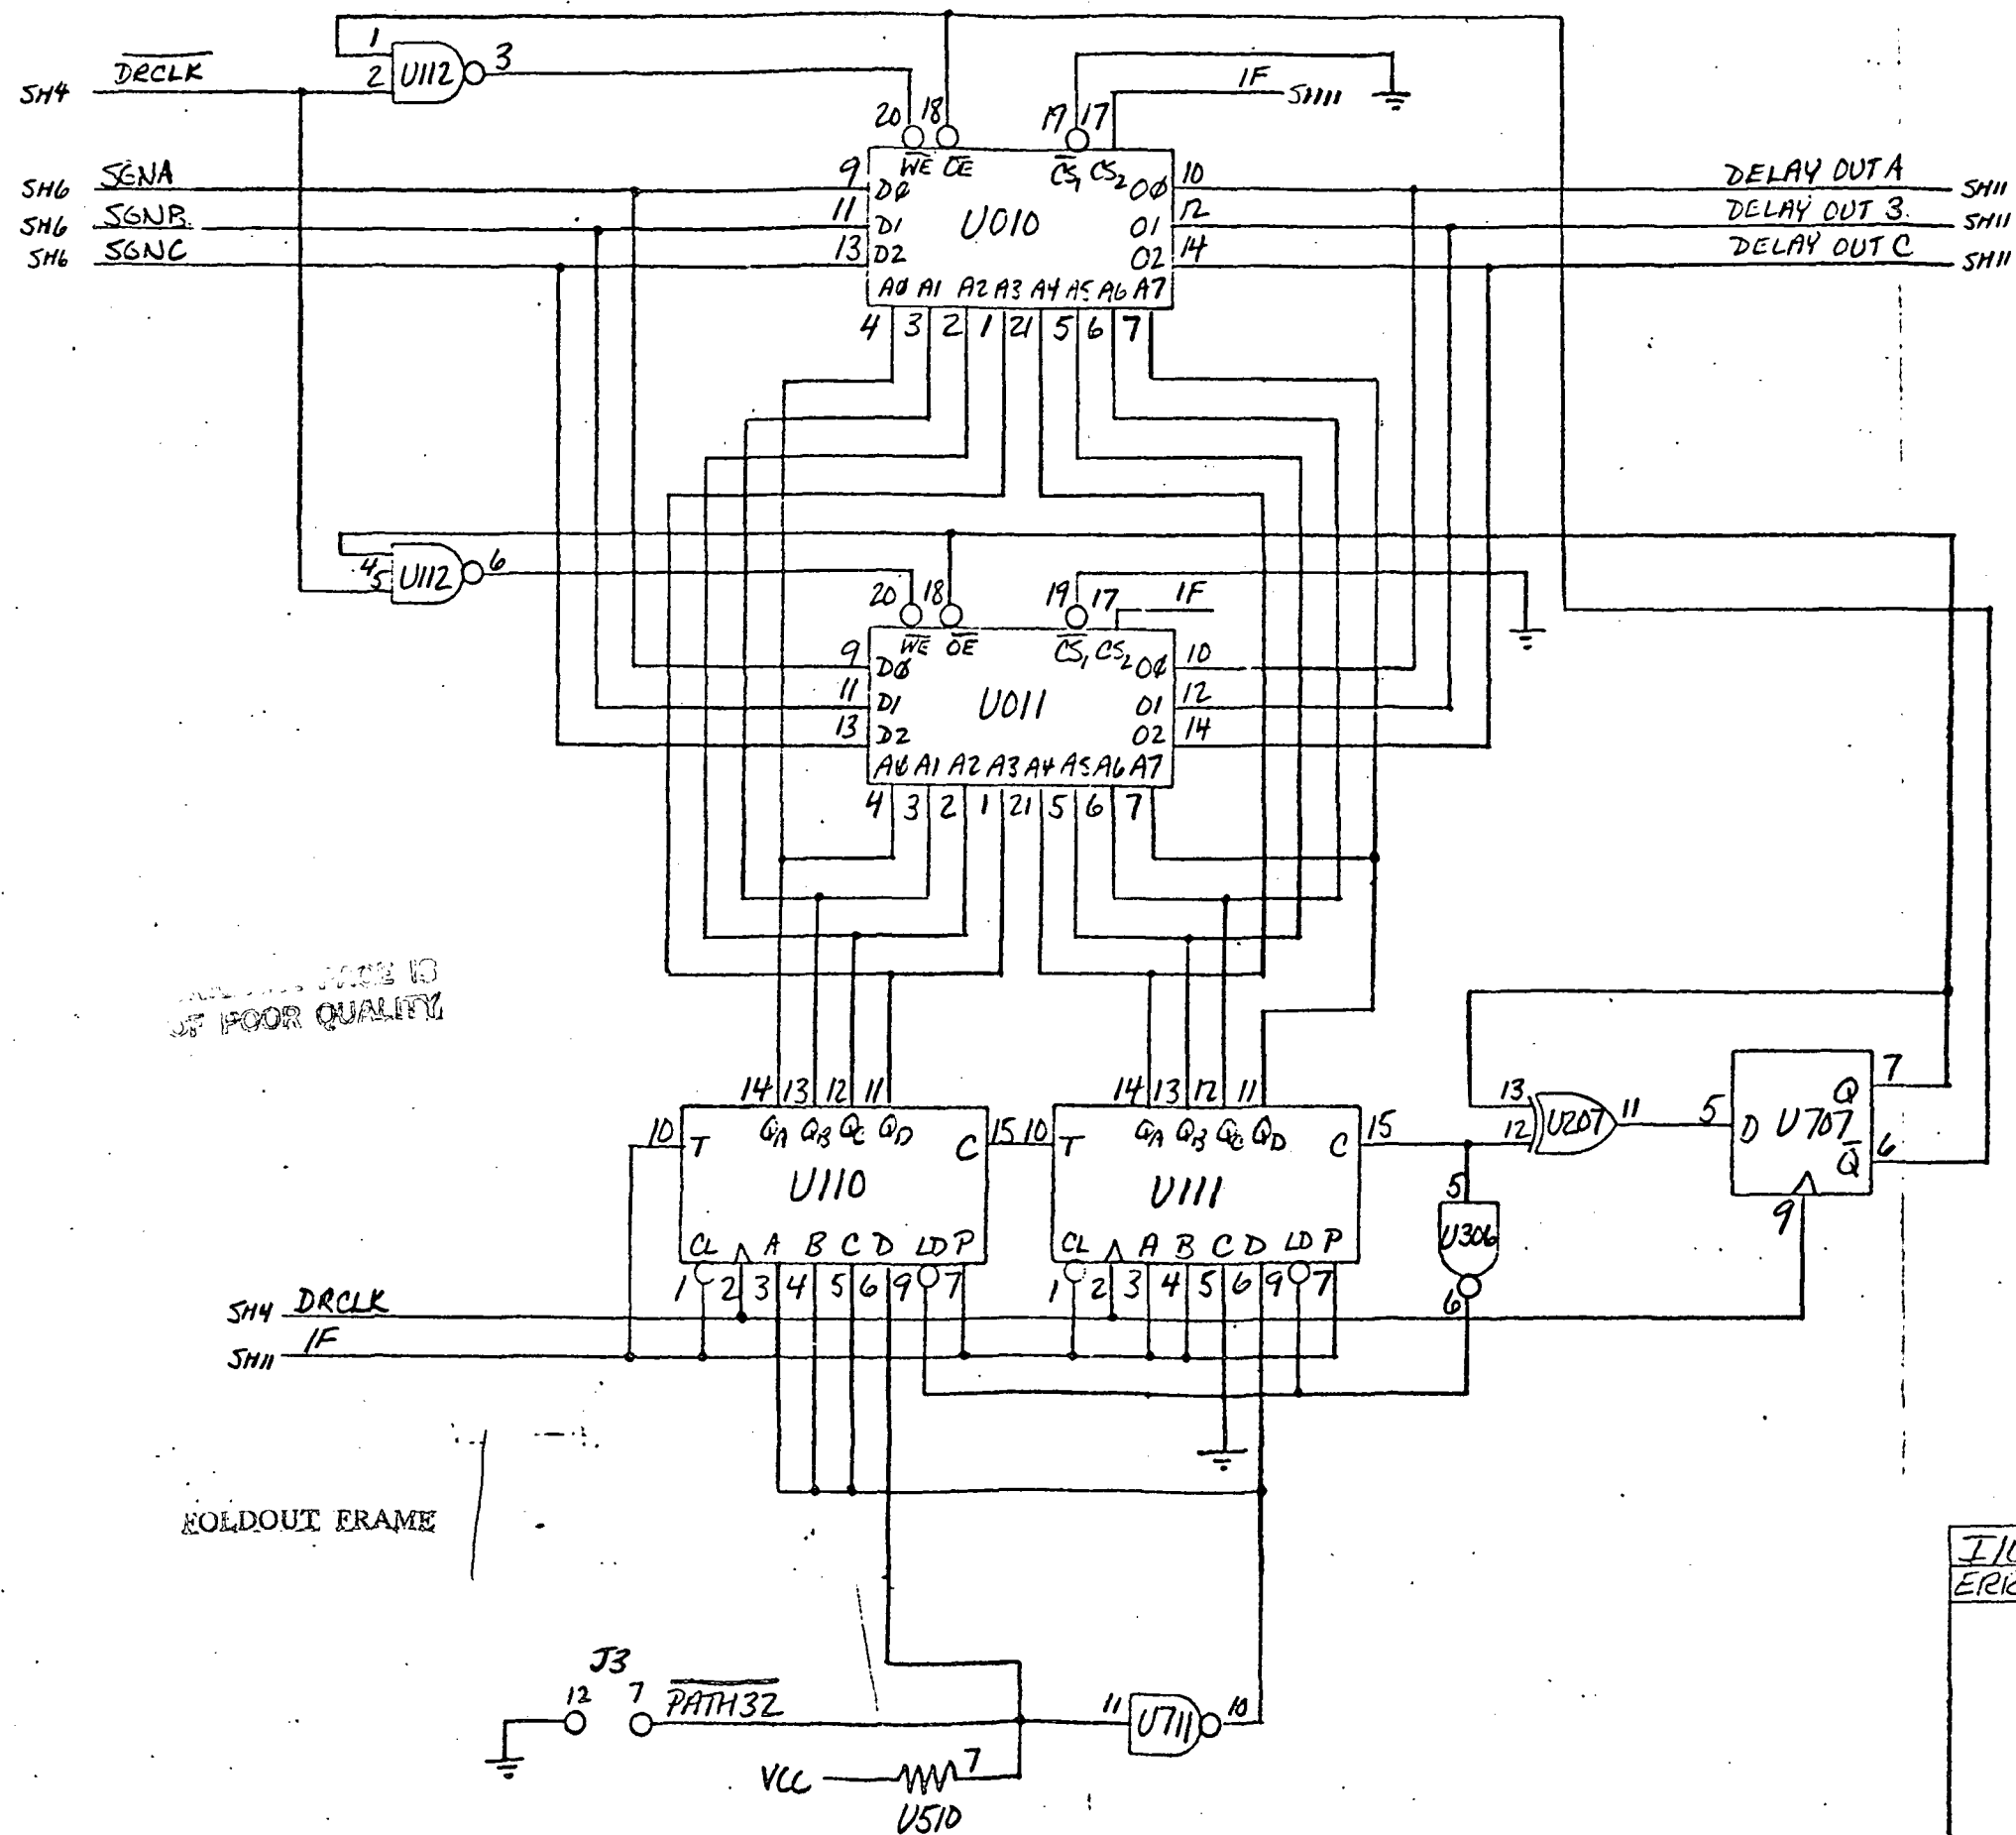 1
DRCLK
2
U112
3
SH4
1F
SH11
20 18 19 17
WE OE CS1 CS2
SH6 SGNA 9 D0 O0 10 DELAY OUT A SH11
SH6 SGNB 11 D1 U010 O1 12 DELAY OUT B SH11
SH6 SGNC 13 D2 O2 14 DELAY OUT C SH11
A0 A1 A2 A3 A4 A5 A6 A7
4 3 2 1 21 5 6 7
4
5
U112
6
20 18 19 17 1F
WE OE CS1 CS2
9 D0 O0 10
11 D1 U011 O1 12
13 D2 O2 14
A0 A1 A2 A3 A4 A5 A6 A7
4 3 2 1 21 5 6 7
PAGE IS
OF POOR QUALITY
14 13 12 11 14 13 12 11
10 T QA QB QC QD C 15 10 T QA QB QC QD C 15
U110 U111
CL A B C D LD P CL A B C D LD P
1 2 3 4 5 6 9 7 1 2 3 4 5 6 9 7
13
12
U207
11
5 D U707 Q 7
Q 6
9
5
U306
6
SH4 DRCLK
SH11 1F
FOLDOUT FRAME
J3
12 7 PATH32
11 U711 10
VCC 7
U510
ERR